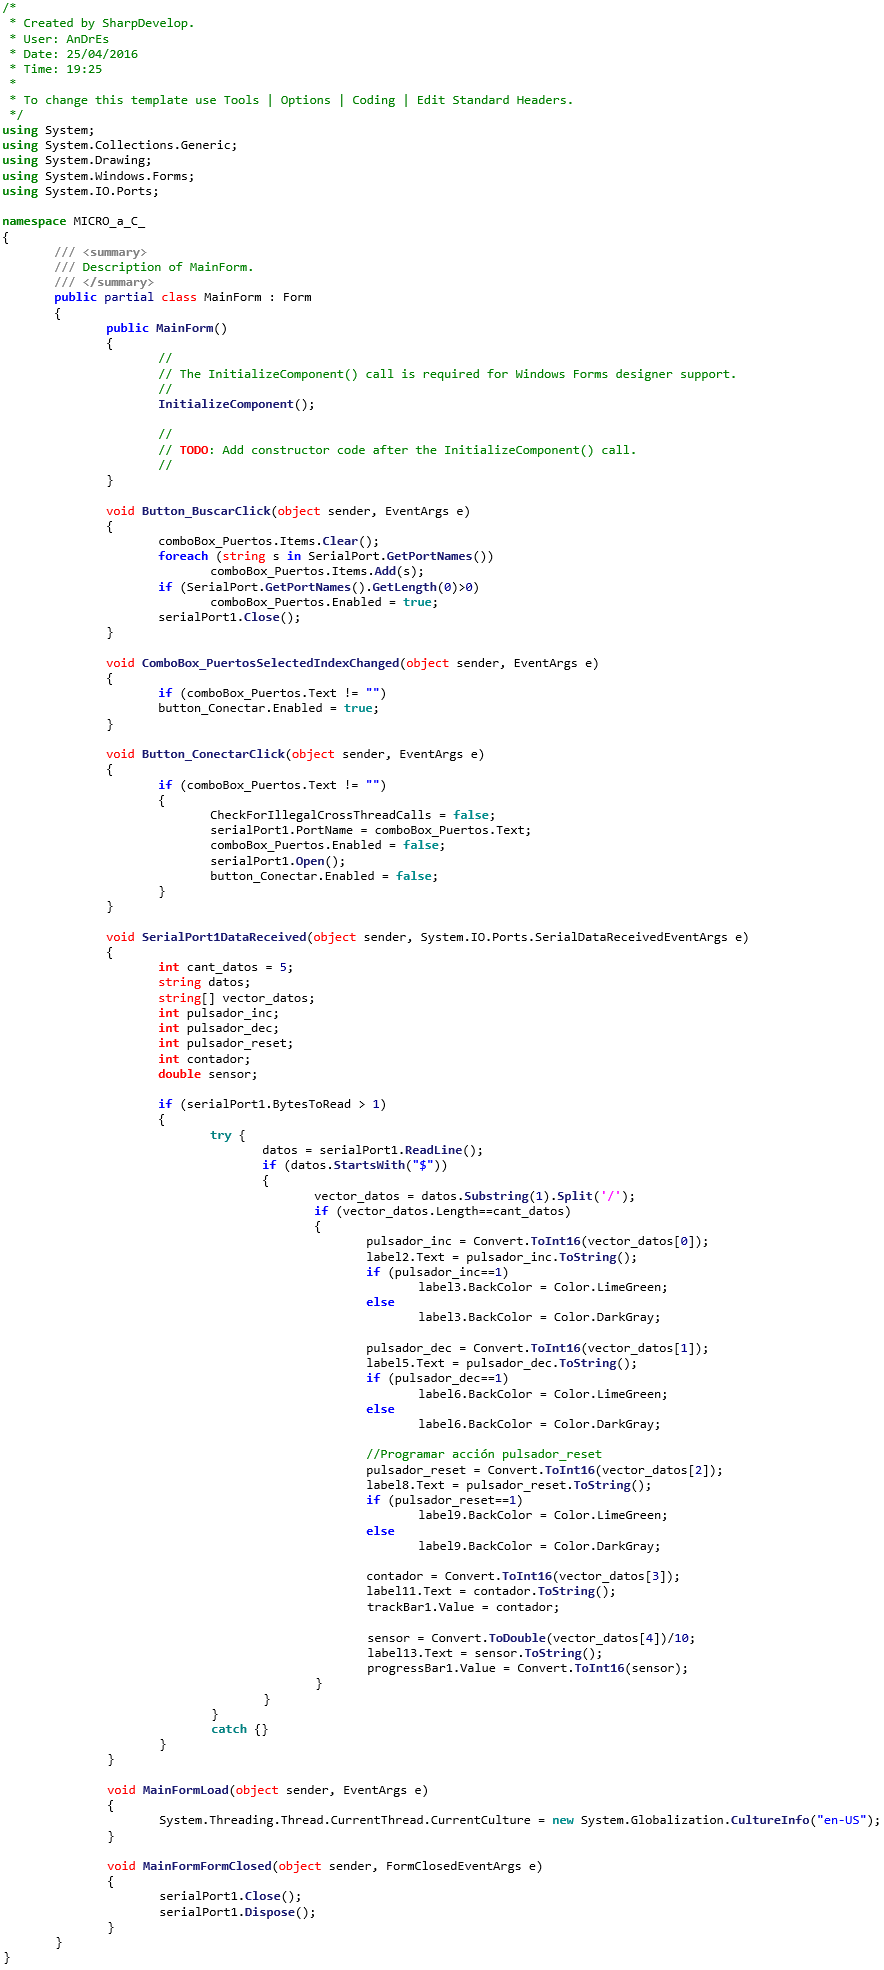 /*
 * Created by SharpDevelop.
 * User: AnDrEs
 * Date: 25/04/2016
 * Time: 19:25
 *
 * To change this template use Tools | Options | Coding | Edit Standard Headers.
 */
using System;
using System.Collections.Generic;
using System.Drawing;
using System.Windows.Forms;
using System.IO.Ports;

namespace MICRO_a_C_
{
	/// <summary>
	/// Description of MainForm.
	/// </summary>
	public partial class MainForm : Form
	{
		public MainForm()
		{
			//
			// The InitializeComponent() call is required for Windows Forms designer support.
			//
			InitializeComponent();

			//
			// TODO: Add constructor code after the InitializeComponent() call.
			//
		}

		void Button_BuscarClick(object sender, EventArgs e)
		{
			comboBox_Puertos.Items.Clear();
			foreach (string s in SerialPort.GetPortNames())
				comboBox_Puertos.Items.Add(s);
			if (SerialPort.GetPortNames().GetLength(0)>0)
				comboBox_Puertos.Enabled = true;
			serialPort1.Close();
		}

		void ComboBox_PuertosSelectedIndexChanged(object sender, EventArgs e)
		{
			if (comboBox_Puertos.Text != "")
			button_Conectar.Enabled = true;
		}

		void Button_ConectarClick(object sender, EventArgs e)
		{
			if (comboBox_Puertos.Text != "")
			{
				CheckForIllegalCrossThreadCalls = false;
				serialPort1.PortName = comboBox_Puertos.Text;
				comboBox_Puertos.Enabled = false;
				serialPort1.Open();
				button_Conectar.Enabled = false;
			}
		}

		void SerialPort1DataReceived(object sender, System.IO.Ports.SerialDataReceivedEventArgs e)
		{
			int cant_datos = 5;
			string datos;
			string[] vector_datos;
			int pulsador_inc;
			int pulsador_dec;
			int pulsador_reset;
			int contador;
			double sensor;

			if (serialPort1.BytesToRead > 1)
			{
				try {
					datos = serialPort1.ReadLine();
					if (datos.StartsWith("$"))
					{
						vector_datos = datos.Substring(1).Split('/');
						if (vector_datos.Length==cant_datos)
						{
							pulsador_inc = Convert.ToInt16(vector_datos[0]);
							label2.Text = pulsador_inc.ToString();
							if (pulsador_inc==1)
								label3.BackColor = Color.LimeGreen;
							else
								label3.BackColor = Color.DarkGray;

							pulsador_dec = Convert.ToInt16(vector_datos[1]);
							label5.Text = pulsador_dec.ToString();
							if (pulsador_dec==1)
								label6.BackColor = Color.LimeGreen;
							else
								label6.BackColor = Color.DarkGray;

							//Programar acción pulsador_reset
							pulsador_reset = Convert.ToInt16(vector_datos[2]);
							label8.Text = pulsador_reset.ToString();
							if (pulsador_reset==1)
								label9.BackColor = Color.LimeGreen;
							else
								label9.BackColor = Color.DarkGray;

							contador = Convert.ToInt16(vector_datos[3]);
							label11.Text = contador.ToString();
							trackBar1.Value = contador;

							sensor = Convert.ToDouble(vector_datos[4])/10;
							label13.Text = sensor.ToString();
							progressBar1.Value = Convert.ToInt16(sensor);
						}
					}
				}
				catch {}
			}
		}

		void MainFormLoad(object sender, EventArgs e)
		{
			System.Threading.Thread.CurrentThread.CurrentCulture = new System.Globalization.CultureInfo("en-US");
		}

		void MainFormFormClosed(object sender, FormClosedEventArgs e)
		{
			serialPort1.Close();
			serialPort1.Dispose();
		}
	}
}